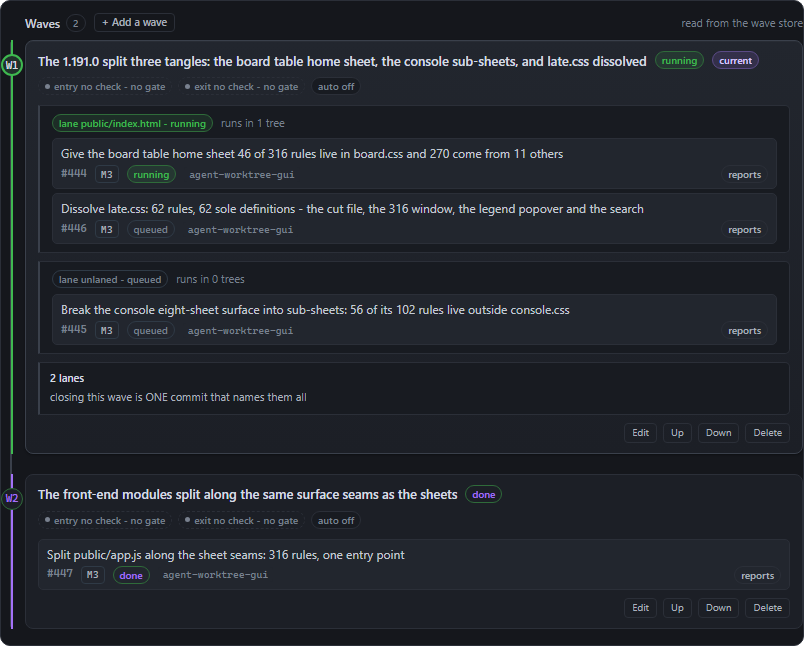 Waves 2 + Add a wave read from the wave store
W1 The 1.191.0 split three tangles: the board table home sheet, the console sub-sheets, and late.css dissolved running current
entry no check - no gate exit no check - no gate auto off
lane public/index.html - running runs in 1 tree
Give the board table home sheet 46 of 316 rules live in board.css and 270 come from 11 others
#444 M3 running agent-worktree-gui reports
Dissolve late.css: 62 rules, 62 sole definitions - the cut file, the 316 window, the legend popover and the search
#446 M3 queued agent-worktree-gui reports
lane unlaned - queued runs in 0 trees
Break the console eight-sheet surface into sub-sheets: 56 of its 102 rules live outside console.css
#445 M3 queued agent-worktree-gui reports
2 lanes
closing this wave is ONE commit that names them all
Edit Up Down Delete
W2 The front-end modules split along the same surface seams as the sheets done
entry no check - no gate exit no check - no gate auto off
Split public/app.js along the sheet seams: 316 rules, one entry point
#447 M3 done agent-worktree-gui reports
Edit Up Down Delete